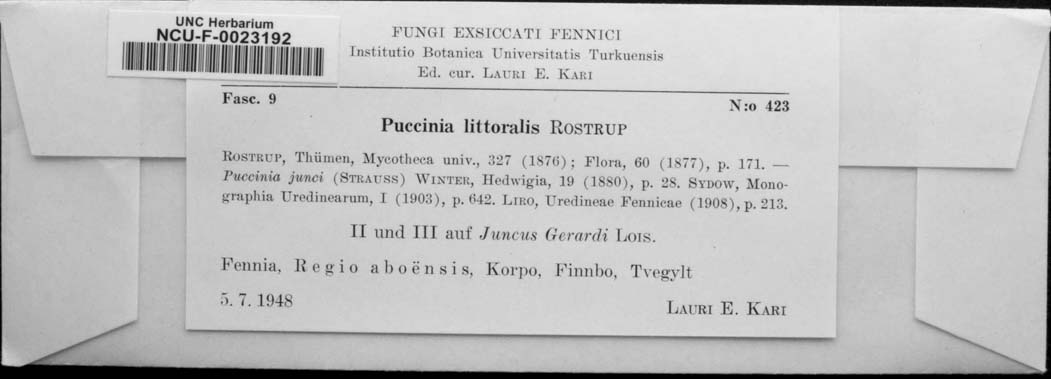 UNC Herbarium
NCU-F-0023192
FUNGI EXSICCATI FENNICI
Institutio Botanica Universitatis Turkuensis
Ed. cur. LAURI E. KARI
Fasc. 9 N:o 423
Puccinia littoralis ROSTRUP
ROSTRUP, Thümen, Mycotheca univ., 327 (1876); Flora, 60 (1877), p. 171. —
Puccinia junci (STRAUSS) WINTER, Hedwigia, 19 (1880), p. 28. SYDOW, Mono-
graphia Uredinearum, I (1903), p. 642. LIRO, Uredineae Fennicae (1908), p. 213.
II und III auf Juncus Gerardi LOIS.
Fennia, Regio aboënsis, Korpo, Finnbo, Tvegylt
5. 7. 1948 LAURI E. KARI